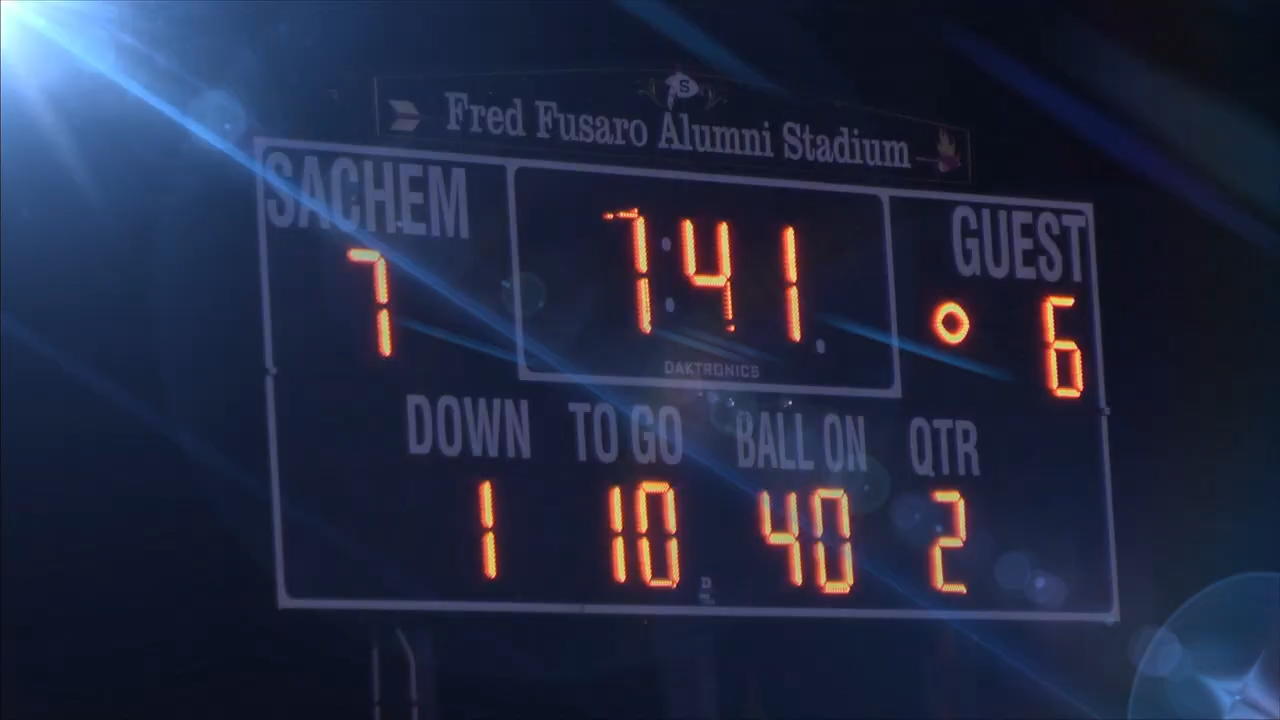 S
Fred Fusaro Alumni Stadium
SACHEM
7:41
GUEST
7
6
DAKTRONICS
DOWN TO GO BALL ON QTR
1 10 40 2